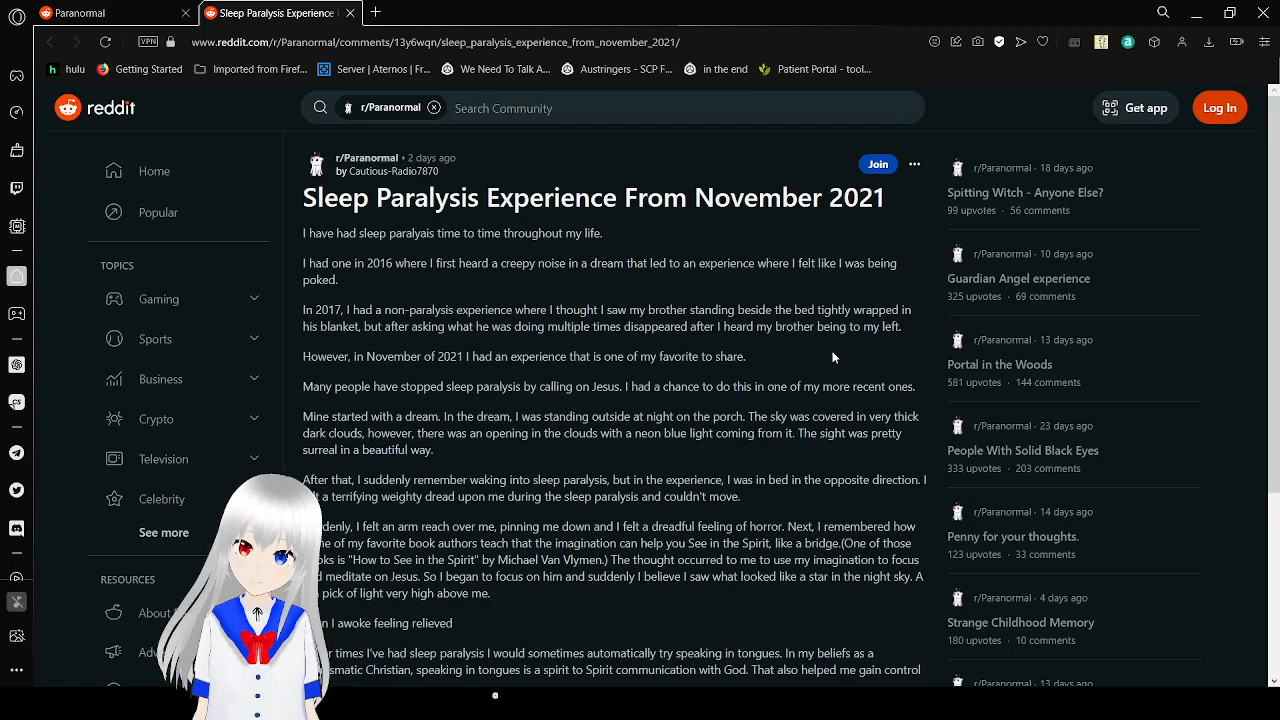 Paranormal
Sleep Paralysis Experience
VPN
www.reddit.com/r/Paranormal/comments/13y6wqn/sleep_paralysis_experience_from_november_2021/
h hulu
Getting Started
Imported from Firef...
Server | Aternos | Fr...
We Need To Talk A...
Austringers - SCP F...
in the end
Patient Portal - tool...
reddit
r/Paranormal
Search Community
Get app
Log In
Home
Popular
TOPICS
Gaming
Sports
Business
Crypto
Television
Celebrity
See more
RESOURCES
r/Paranormal • 2 days ago
by Cautious-Radio7870
Join
Sleep Paralysis Experience From November 2021
I have had sleep paralyais time to time throughout my life.
I had one in 2016 where I first heard a creepy noise in a dream that led to an experience where I felt like I was being
poked.
In 2017, I had a non-paralysis experience where I thought I saw my brother standing beside the bed tightly wrapped in
his blanket, but after asking what he was doing multiple times disappeared after I heard my brother being to my left.
However, in November of 2021 I had an experience that is one of my favorite to share.
Many people have stopped sleep paralysis by calling on Jesus. I had a chance to do this in one of my more recent ones.
Mine started with a dream. In the dream, I was standing outside at night on the porch. The sky was covered in very thick
dark clouds, however, there was an opening in the clouds with a neon blue light coming from it. The sight was pretty
surreal in a beautiful way.
After that, I suddenly remember waking into sleep paralysis, but in the experience, I was in bed in the opposite direction. I
a terrifying weighty dread upon me during the sleep paralysis and couldn't move.
I felt an arm reach over me, pinning me down and I felt a dreadful feeling of horror. Next, I remembered how
of my favorite book authors teach that the imagination can help you See in the Spirit, like a bridge.(One of those
is "How to See in the Spirit" by Michael Van Vlymen.) The thought occurred to me to use my imagination to focus
meditate on Jesus. So I began to focus on him and suddenly I believe I saw what looked like a star in the night sky. A
pick of light very high above me.
I awoke feeling relieved
times I've had sleep paralysis I would sometimes automatically try speaking in tongues. In my beliefs as a
Christian, speaking in tongues is a spirit to Spirit communication with God. That also helped me gain control
r/Paranormal · 18 days ago
Spitting Witch - Anyone Else?
99 upvotes · 56 comments
r/Paranormal · 10 days ago
Guardian Angel experience
325 upvotes · 69 comments
r/Paranormal · 13 days ago
Portal in the Woods
581 upvotes · 144 comments
r/Paranormal · 23 days ago
People With Solid Black Eyes
333 upvotes · 203 comments
r/Paranormal · 14 days ago
Penny for your thoughts.
123 upvotes · 33 comments
r/Paranormal · 4 days ago
Strange Childhood Memory
180 upvotes · 10 comments
r/Paranormal · 13 days ago